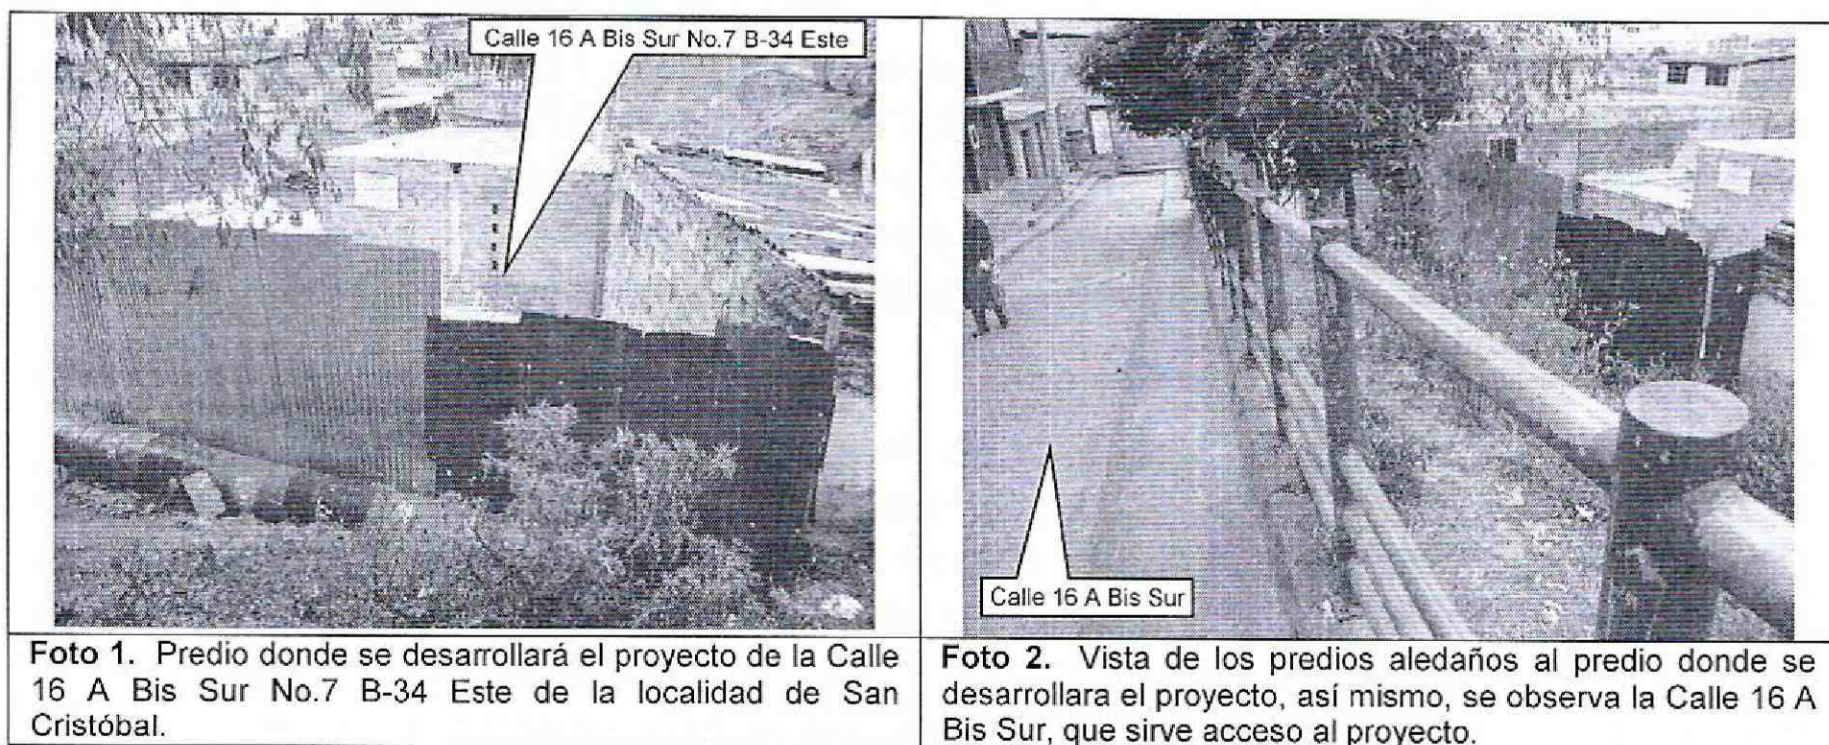 Calle 16 A Bis Sur No.7 B-34 Este
Calle 16 A Bis Sur
Foto 1. Predio donde se desarrollará el proyecto de la Calle
16 A Bis Sur No.7 B-34 Este de la localidad de San
Cristóbal.
Foto 2. Vista de los predios aledaños al predio donde se
desarrollara el proyecto, así mismo, se observa la Calle 16 A
Bis Sur, que sirve acceso al proyecto.